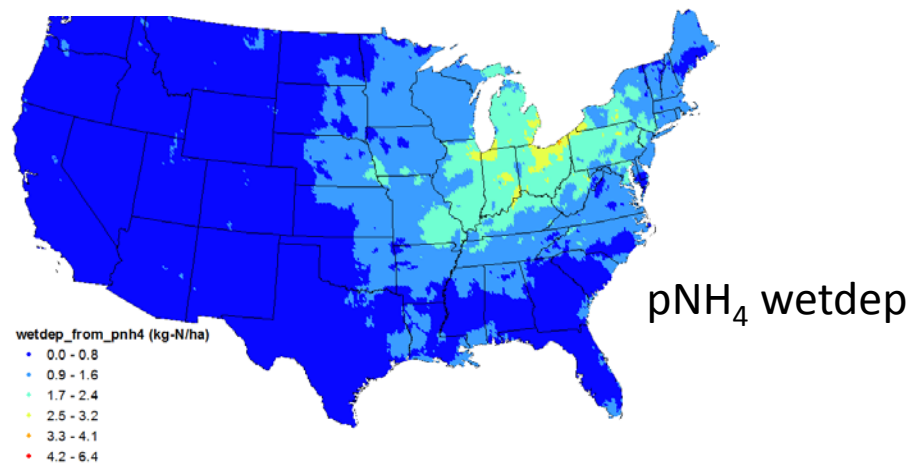 pNH₄ wetdep
wetdep_from_pnh4 (kg-N/ha)
0.0 - 0.8
0.9 - 1.6
1.7 - 2.4
2.5 - 3.2
3.3 - 4.1
4.2 - 6.4